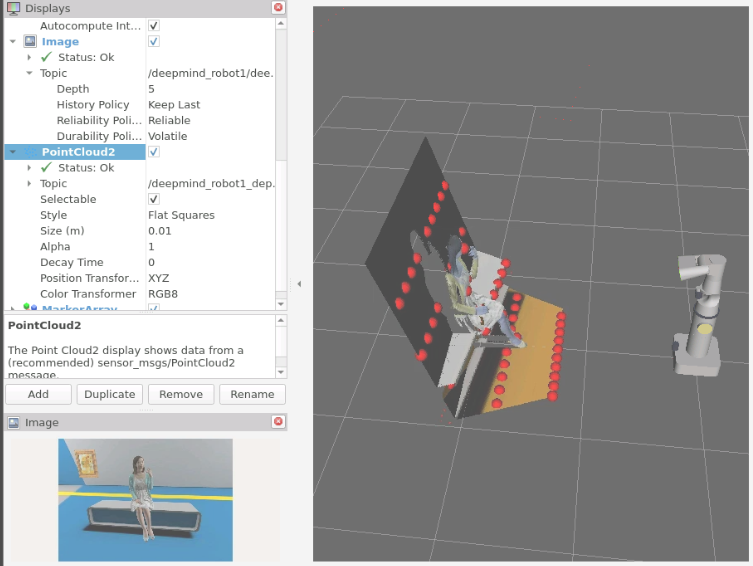 Displays
Autocompute Int...
Image
Status: Ok
Topic /deepmind_robot1/dee.
Depth 5
History Policy Keep Last
Reliability Poli... Reliable
Durability Poli... Volatile
PointCloud2
Status: Ok
Topic /deepmind_robot1_dep.
Selectable
Style Flat Squares
Size (m) 0.01
Alpha 1
Decay Time 0
Position Transfor... XYZ
Color Transformer RGB8
MarkerArray
PointCloud2
The Point Cloud2 display shows data from a
(recommended) sensor_msgs/PointCloud2
message.
Add Duplicate Remove Rename
Image